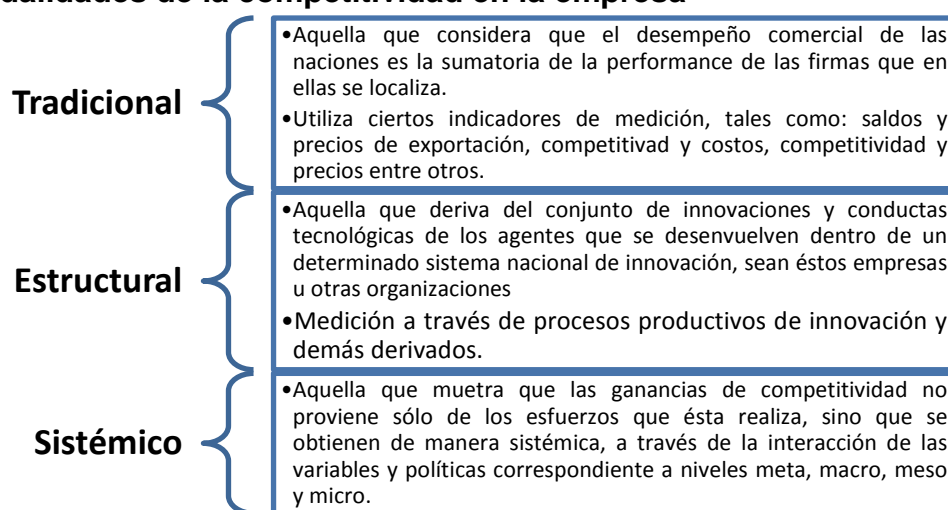 de la competitividad en la empresa
Tradicional
•Aquella que considera que el desempeño comercial de las
naciones es la sumatoria de la performance de las firmas que en
ellas se localiza.
•Utiliza ciertos indicadores de medición, tales como: saldos y
precios de exportación, competitivad y costos, competitividad y
precios entre otros.
Estructural
•Aquella que deriva del conjunto de innovaciones y conductas
tecnológicas de los agentes que se desenvuelven dentro de un
determinado sistema nacional de innovación, sean éstos empresas
u otras organizaciones
•Medición a través de procesos productivos de innovación y
demás derivados.
Sistémico
•Aquella que muetra que las ganancias de competitividad no
proviene sólo de los esfuerzos que ésta realiza, sino que se
obtienen de manera sistémica, a través de la interacción de las
variables y políticas correspondiente a niveles meta, macro, meso
y micro.